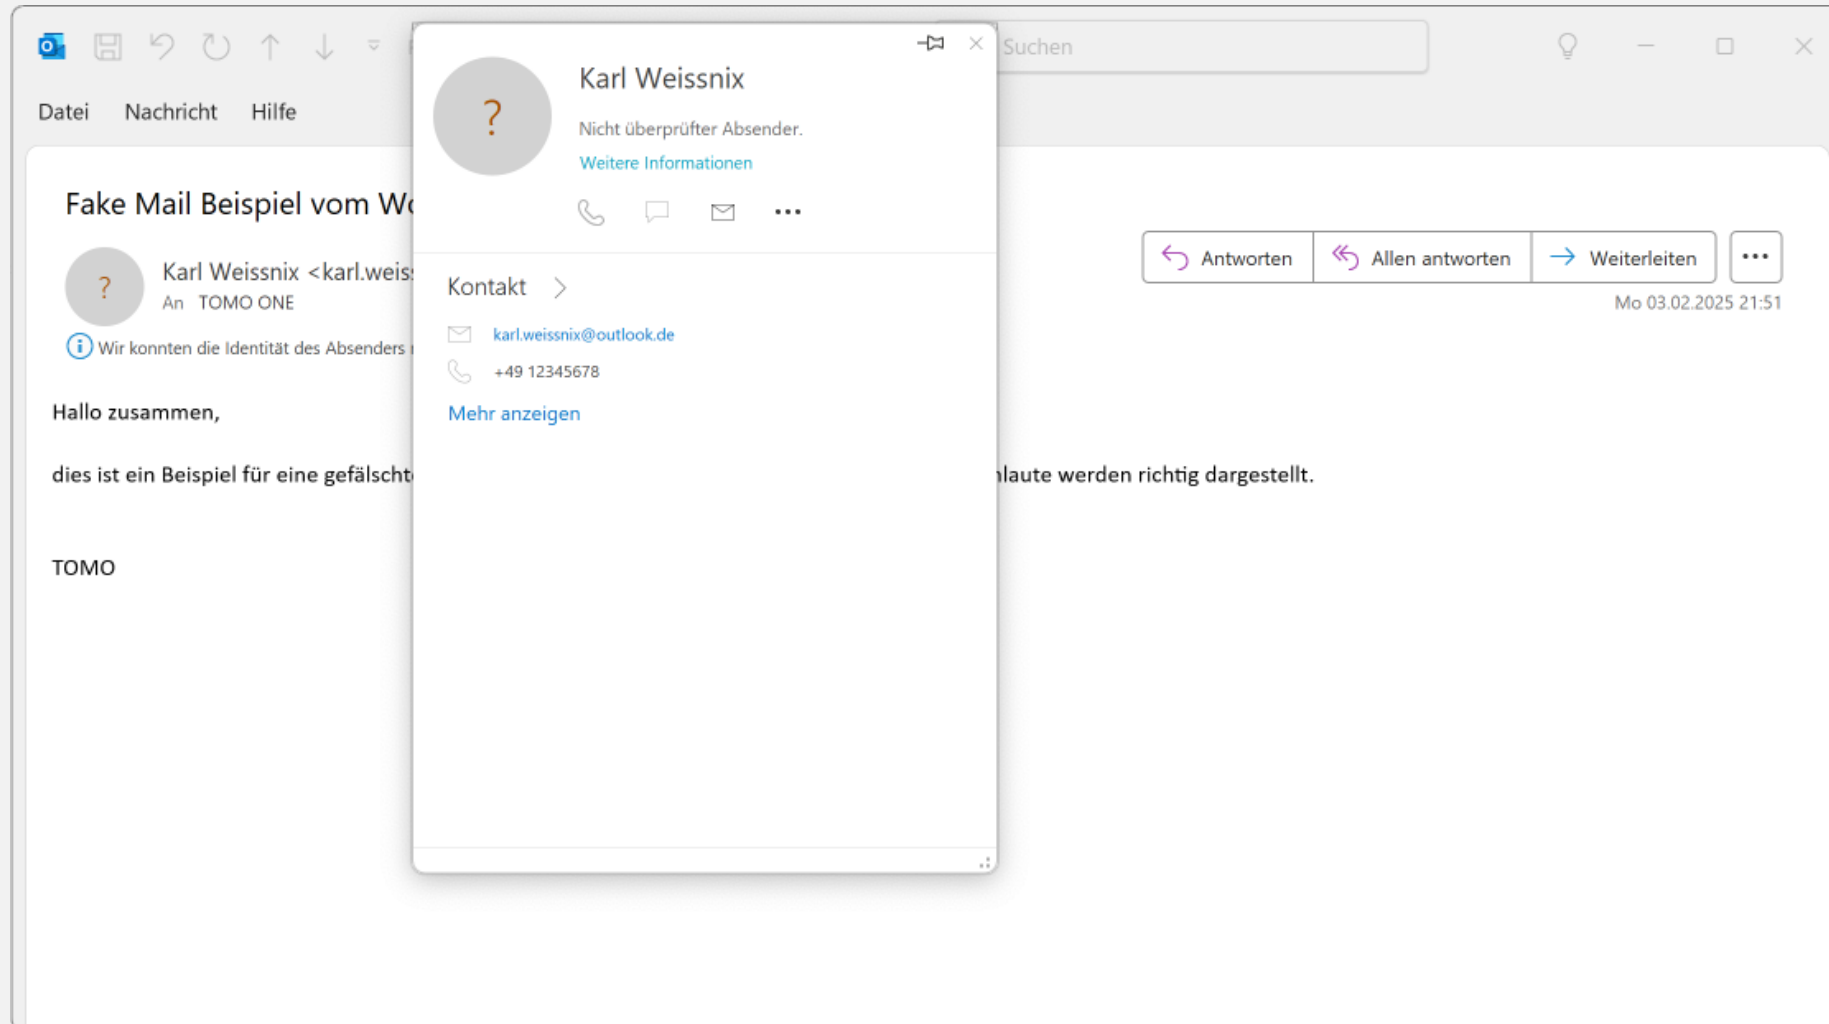 Suchen
Datei Nachricht Hilfe
Karl Weissnix
?
Nicht überprüfter Absender.
Weitere Informationen
Fake Mail Beispiel vom
?
Karl Weissnix <karl.weiss
An TOMO ONE
Wir konnten die Identität des Absenders
Antworten Allen antworten Weiterleiten
Mo 03.02.2025 21:51
Kontakt
karl.weissnix@outlook.de
+49 12345678
Mehr anzeigen
Hallo zusammen,
dies ist ein Beispiel für eine gefälscht werden richtig dargestellt.
TOMO